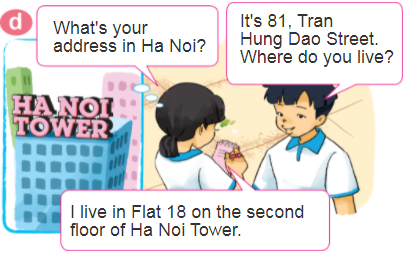 d
What's your
address in Ha Noi?
It's 81, Tran
Hung Dao Street.
Where do you live?
HA NOI
TOWER
I live in Flat 18 on the second
floor of Ha Noi Tower.